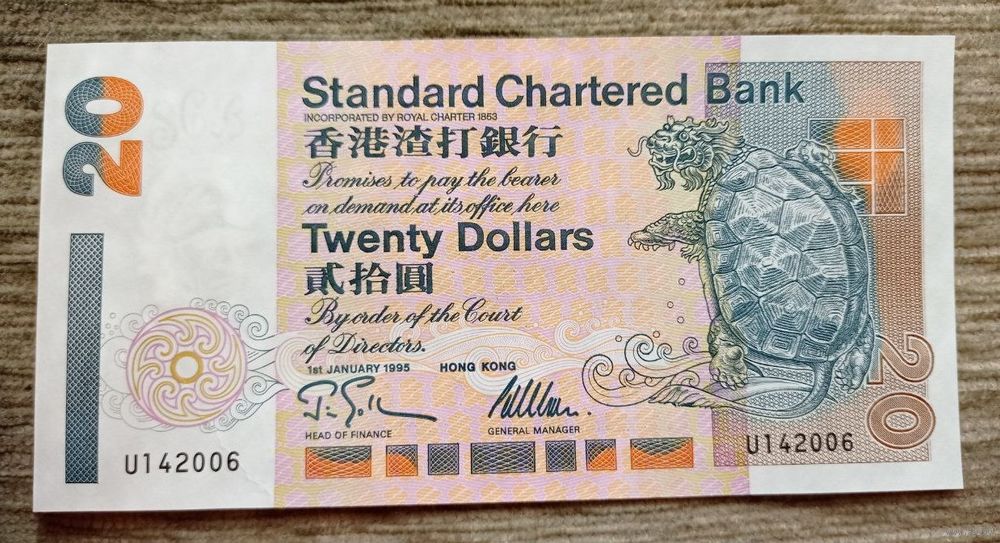 20
Standard Chartered Bank
INCORPORATED BY ROYAL CHARTER 1853
香港渣打銀行
Promises to pay the bearer
on demand at its office here
Twenty Dollars
貳拾圓
By order of the Court
of Directors.
1ST JANUARY 1995 HONG KONG
HEAD OF FINANCE GENERAL MANAGER
U142006 U142006
20